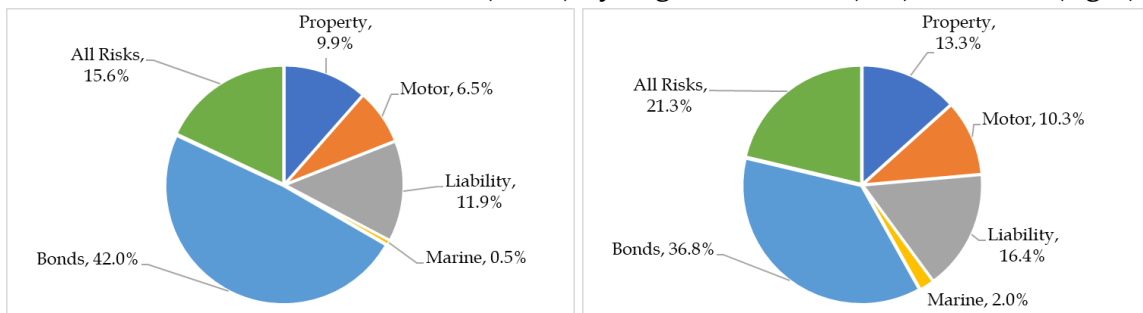 Property,
9.9%
All Risks,
15.6%
Motor, 6.5%
Liability,
11.9%
Marine, 0.5%
Bonds, 42.0%
Property,
13.3%
All Risks,
21.3%
Motor, 10.3%
Liability,
16.4%
Bonds, 36.8%
Marine, 2.0%